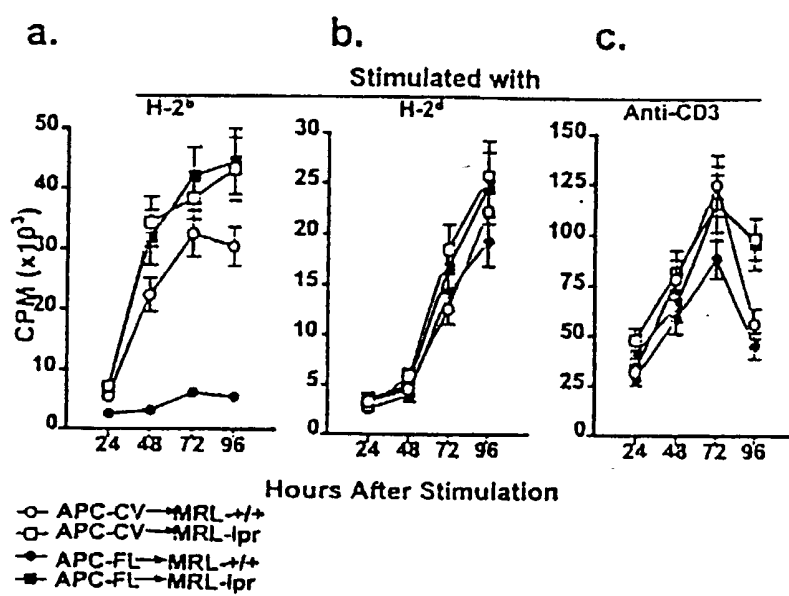 a. b. c.
Stimulated with
H-2ᵇ H-2ᵈ Anti-CD3
50 30 150
40 25 125
30 20 100
20 15 75
10 10 50
0 5 25
0 0
CPM (x10³)
24 48 72 96 24 48 72 96 24 48 72 96
Hours After Stimulation
APC-CV→MRL-+/+
APC-CV→MRL-lpr
APC-FL→MRL-+/+
APC-FL→MRL-lpr